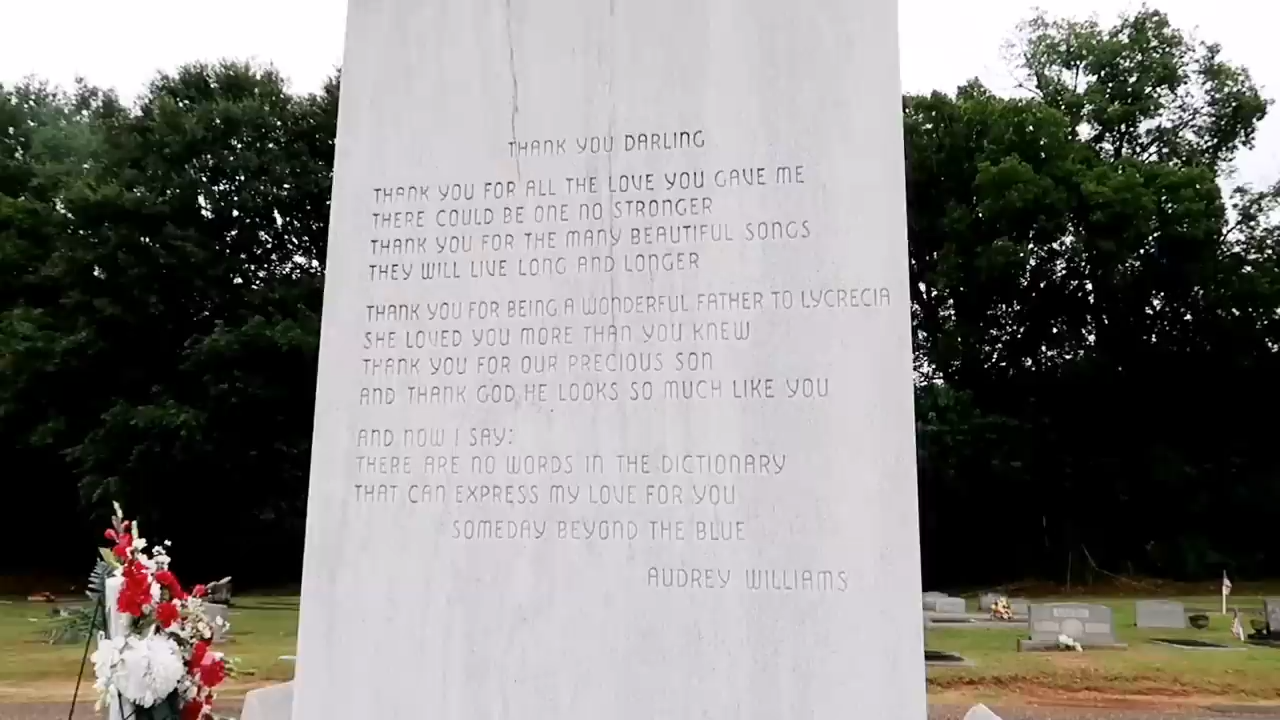 THANK YOU DARLING
THANK YOU FOR ALL THE LOVE YOU GAVE ME
THERE COULD BE ONE NO STRONGER
THANK YOU FOR THE MANY BEAUTIFUL SONGS
THEY WILL LIVE LONG AND LONGER
THANK YOU FOR BEING A WONDERFUL FATHER TO LYCRECIA
SHE LOVED YOU MORE THAN YOU KNEW
THANK YOU FOR OUR PRECIOUS SON
AND THANK GOD HE LOOKS SO MUCH LIKE YOU
AND NOW I SAY:
THERE ARE NO WORDS IN THE DICTIONARY
THAT CAN EXPRESS MY LOVE FOR YOU
SOMEDAY BEYOND THE BLUE
AUDREY WILLIAMS